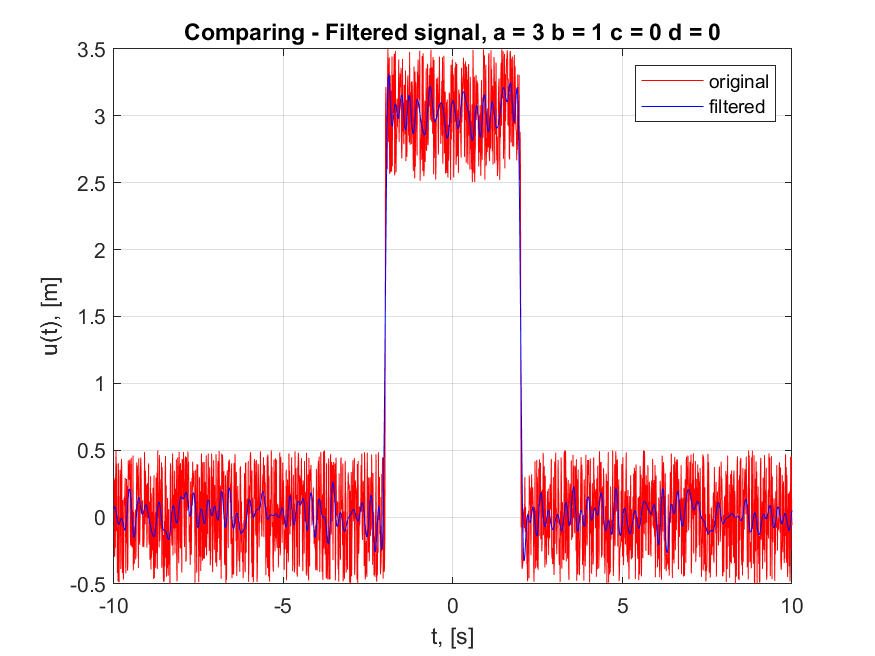 Comparing - Filtered signal, a = 3 b = 1 c = 0 d = 0
original
filtered
3.5
3
2.5
2
1.5
1
0.5
0
-0.5
u(t), [m]
-10
-5
0
5
10
t, [s]